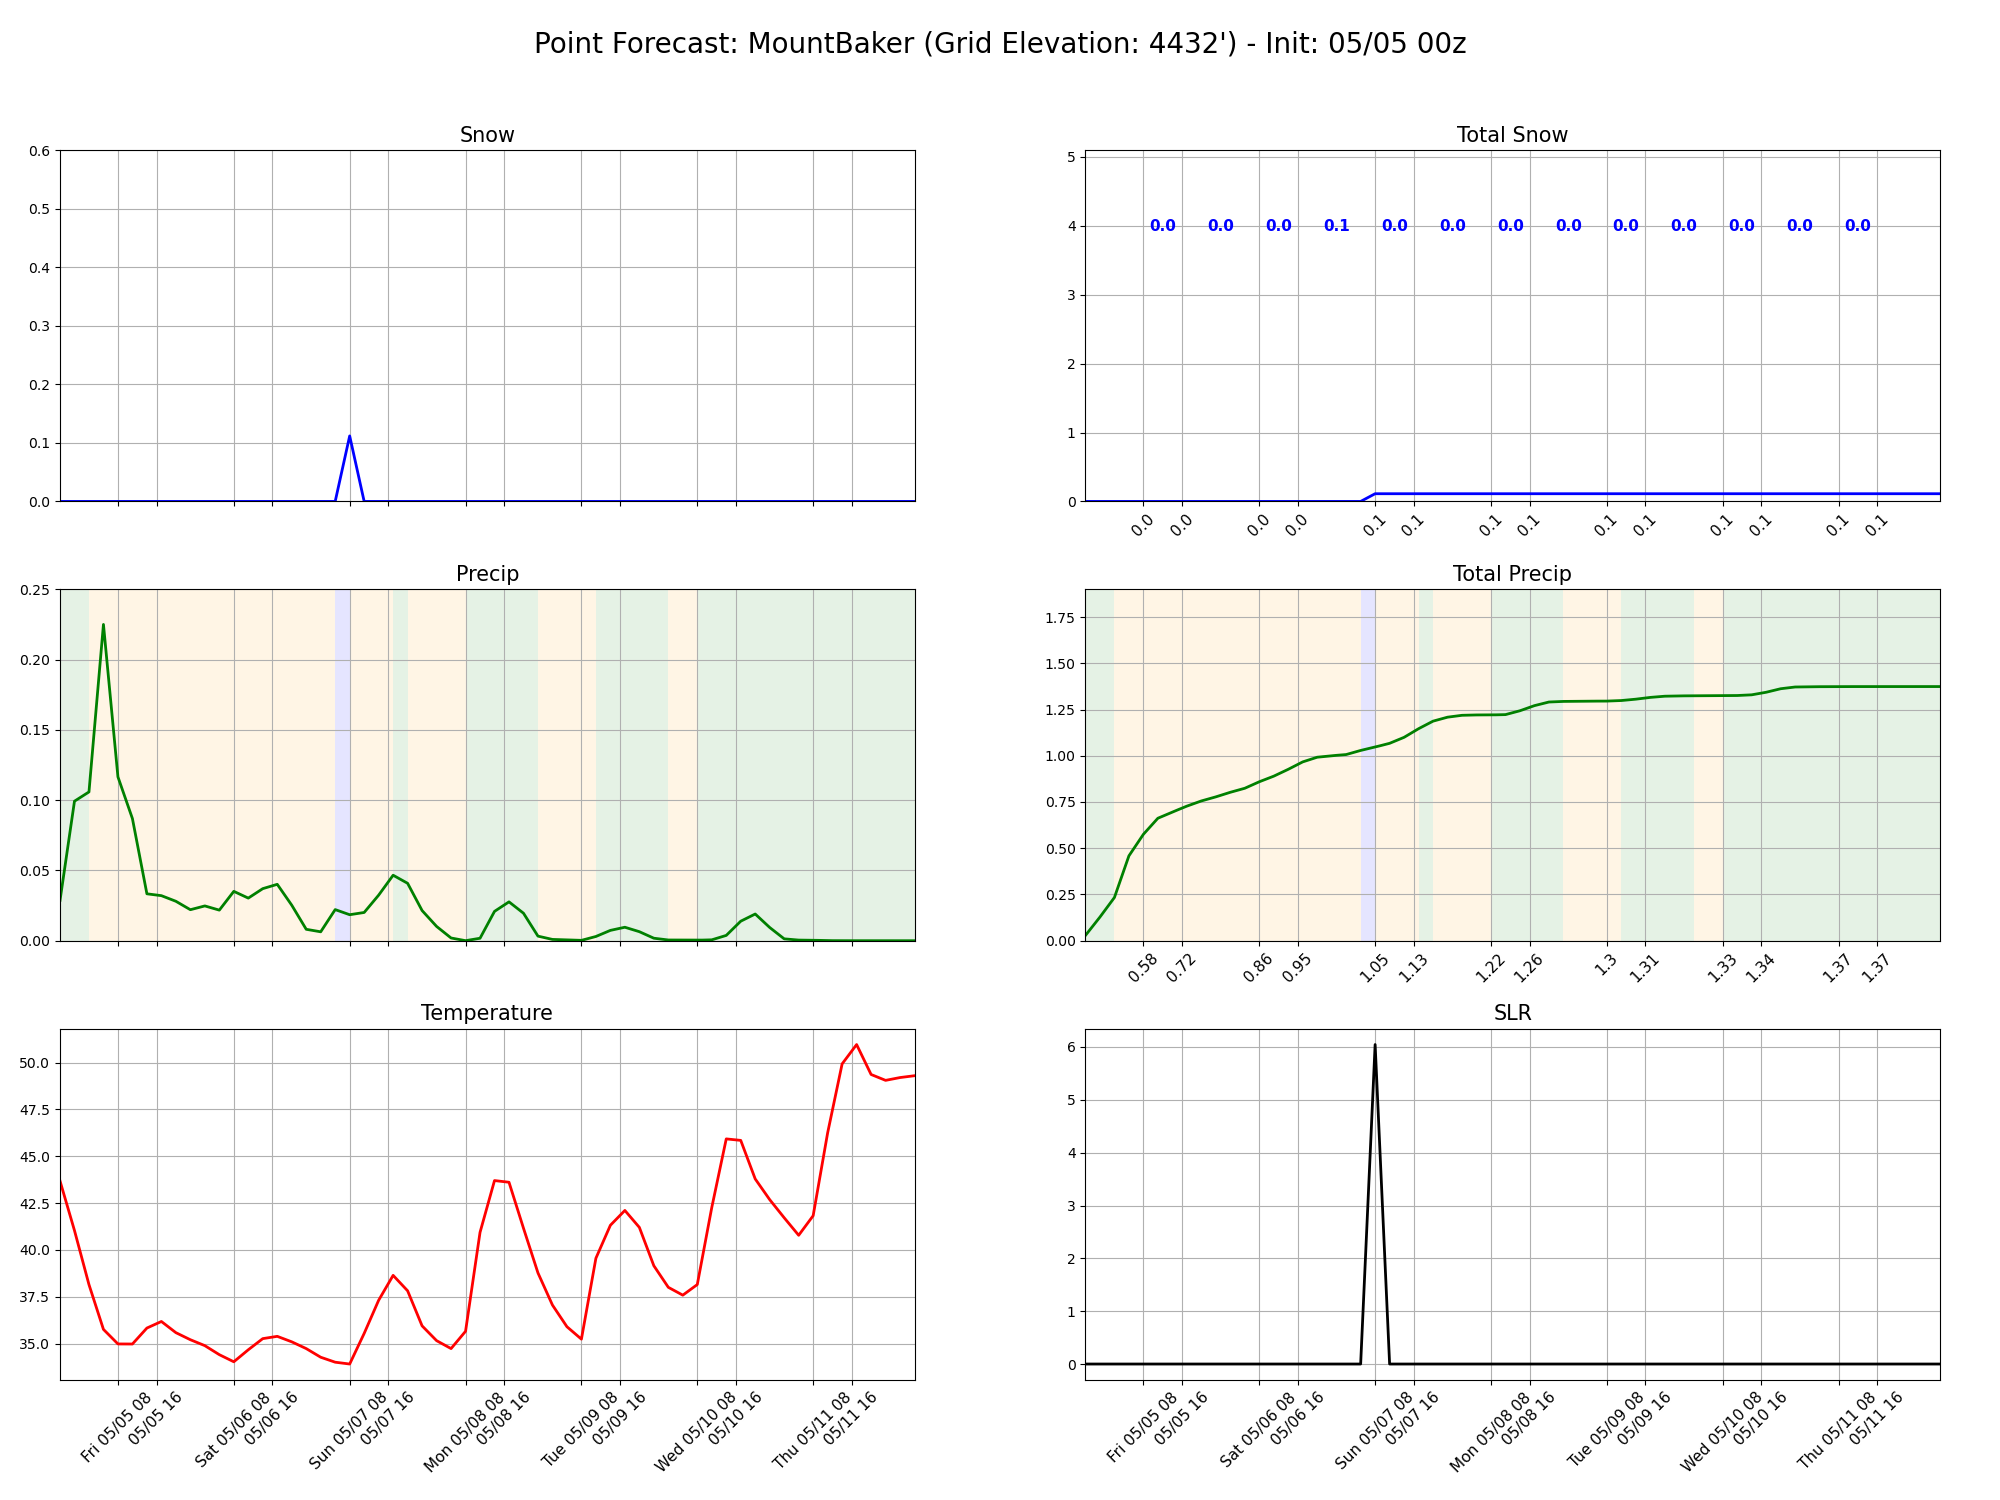 Point Forecast: MountBaker (Grid Elevation: 4432') - Init: 05/05 00z
Snow
0.6
0.5
0.4
0.3
0.2
0.1
0.0
Total Snow
5
4
3
2
1
0
0.0 0.0 0.0 0.1 0.0 0.0 0.0 0.0 0.0 0.0 0.0 0.0 0.0
0.0 0.0 0.0 0.0 0.1 0.1 0.1 0.1 0.1 0.1 0.1 0.1 0.1 0.1
Precip
0.25
0.20
0.15
0.10
0.05
0.00
Total Precip
1.75
1.50
1.25
1.00
0.75
0.50
0.25
0.00
0.58 0.72 0.86 0.95 1.05 1.13 1.22 1.26 1.3 1.31 1.33 1.34 1.37 1.37
Temperature
50.0
47.5
45.0
42.5
40.0
37.5
35.0
Fri 05/05 08
05/05 16
Sat 05/06 08
05/06 16
Sun 05/07 08
05/07 16
Mon 05/08 08
05/08 16
Tue 05/09 08
05/09 16
Wed 05/10 08
05/10 16
Thu 05/11 08
05/11 16
SLR
6
5
4
3
2
1
0
Fri 05/05 08
05/05 16
Sat 05/06 08
05/06 16
Sun 05/07 08
05/07 16
Mon 05/08 08
05/08 16
Tue 05/09 08
05/09 16
Wed 05/10 08
05/10 16
Thu 05/11 08
05/11 16